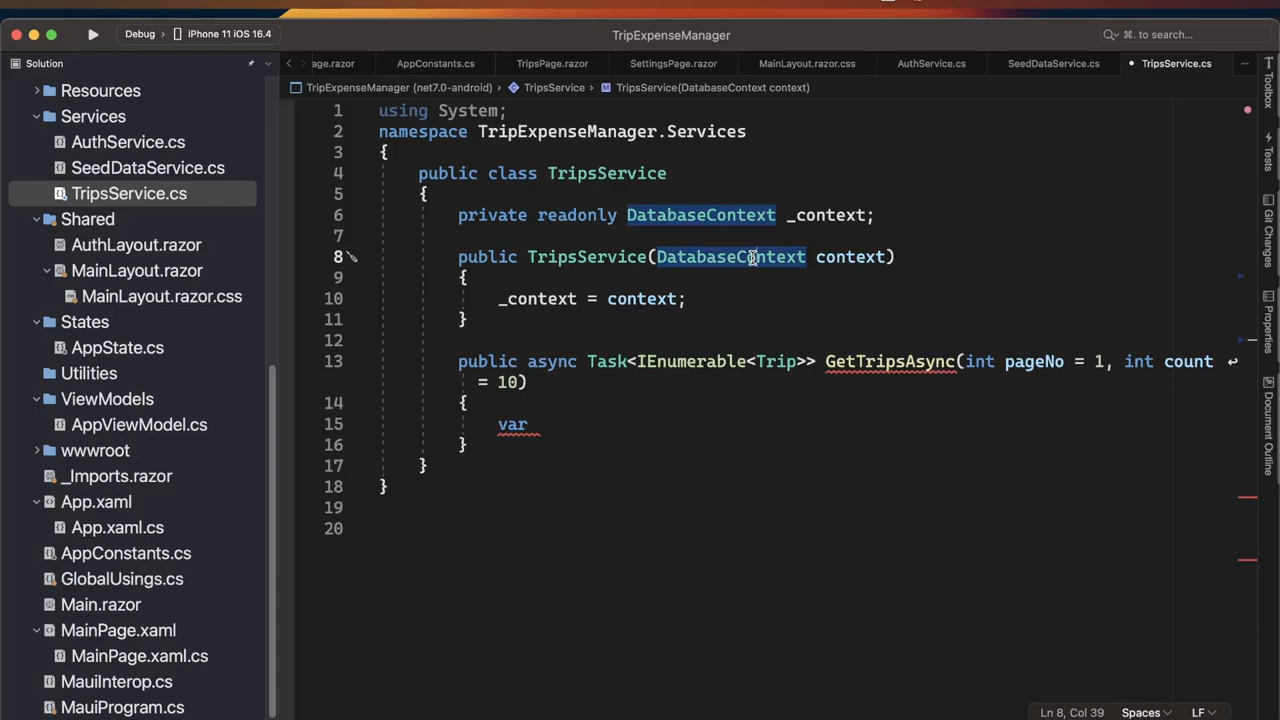 Debug › iPhone 11 iOS 16.4
TripExpenseManager
⌘. to search...
Solution
age.razor
AppConstants.cs
TripsPage.razor
SettingsPage.razor
MainLayout.razor.css
AuthService.cs
SeedDataService.cs
TripsService.cs
TripExpenseManager (net7.0-android) › TripsService › TripsService(DatabaseContext context)
Resources
Services
AuthService.cs
SeedDataService.cs
TripsService.cs
Shared
AuthLayout.razor
MainLayout.razor
MainLayout.razor.css
States
AppState.cs
Utilities
ViewModels
AppViewModel.cs
wwwroot
_Imports.razor
App.xaml
App.xaml.cs
AppConstants.cs
GlobalUsings.cs
Main.razor
MainPage.xaml
MainPage.xaml.cs
MauiInterop.cs
MauiProgram.cs
1 using System;
2 namespace TripExpenseManager.Services
3 {
4 public class TripsService
5 {
6 private readonly DatabaseContext _context;
7
8 public TripsService(DatabaseContext context)
9 {
10 _context = context;
11 }
12
13 public async Task<IEnumerable<Trip>> GetTripsAsync(int pageNo = 1, int count ↩
= 10)
14 {
15 var
16 }
17 }
18 }
19
20
Toolbox
Tests
Git Changes
Properties
Document Outline
Ln 8, Col 39 Spaces LF